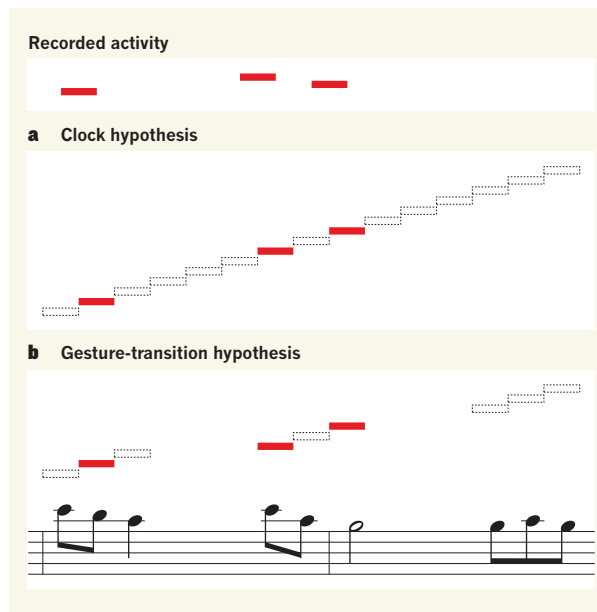 Recorded activity
a Clock hypothesis
b Gesture-transition hypothesis